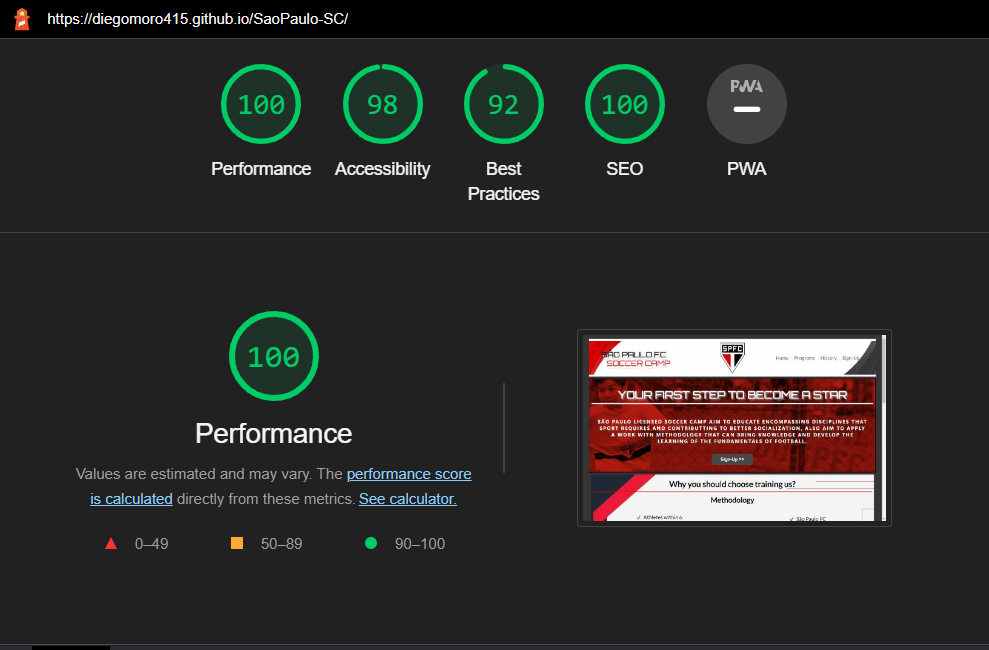 https://diegomoro415.github.io/SaoPaulo-SC/
100
98
92
100
PWA
Performance
Accessibility
Best
Practices
SEO
PWA
100
Performance
Values are estimated and may vary. The performance score
is calculated directly from these metrics. See calculator.
0–49
50–89
90–100
SÃO PAULO FC
SOCCER CAMP
SPFC
Home Programs History Sign-Up
YOUR FIRST STEP TO BECOME A STAR
SÃO PAULO LICENSED SOCCER CAMP AIM TO EDUCATE ENCOMPASSING DISCIPLINES THAT
SPORT REQUIRES AND CONTRIBUTTING TO BETTER SOCIALIZATION, ALSO AIM TO APPLY
A WORK WITH METHODOLOGY THAT CAN BRING KNOWLEDGE AND DEVELOP THE
LEARNING OF THE FUNDAMENTALS OF FOOTBALL.
Sign-Up >>
Why you should choose training us?
Methodology
✓ Athletes within 6
✓ São Paulo FC